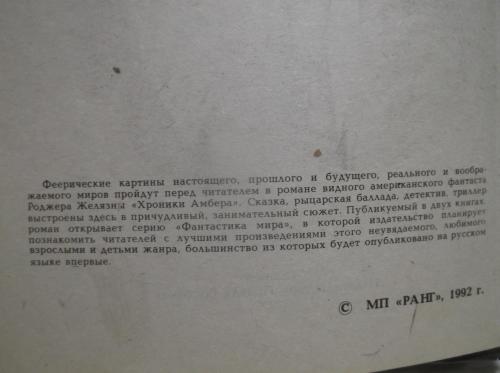 Феерические картины настоящего, прошлого и будущего, реального и вообра-
жаемого миров пройдут перед читателем в романе видного американского фантаста
Роджера Желязны «Хроники Амбера». Сказка, рыцарская баллада, детектив, триллер
выстроены здесь в причудливый, занимательный сюжет. Публикуемый в двух книгах
роман открывает серию «Фантастика мира», в которой издательство планирует
познакомить читателей с лучшими произведениями этого неувядаемого, любимого
взрослыми и детьми жанра, большинство из которых будет опубликовано на русском
языке впервые.
© МП «РАНГ», 1992 г.